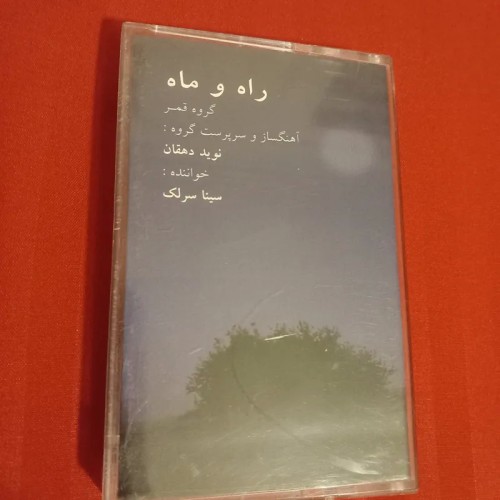 راه و ماه
گروه قمر
آهنگساز و سرپرست گروه :
نوید دهقان
خواننده :
سینا سرلک